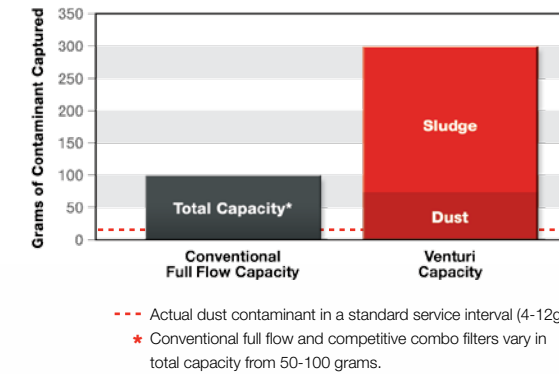 Grams of Contaminant Captured
350
300
250
200
150
100
50
0
Sludge
Total Capacity*
Dust
Conventional
Full Flow Capacity
Venturi
Capacity
--- Actual dust contaminant in a standard service interval (4-12g
* Conventional full flow and competitive combo filters vary in
total capacity from 50-100 grams.